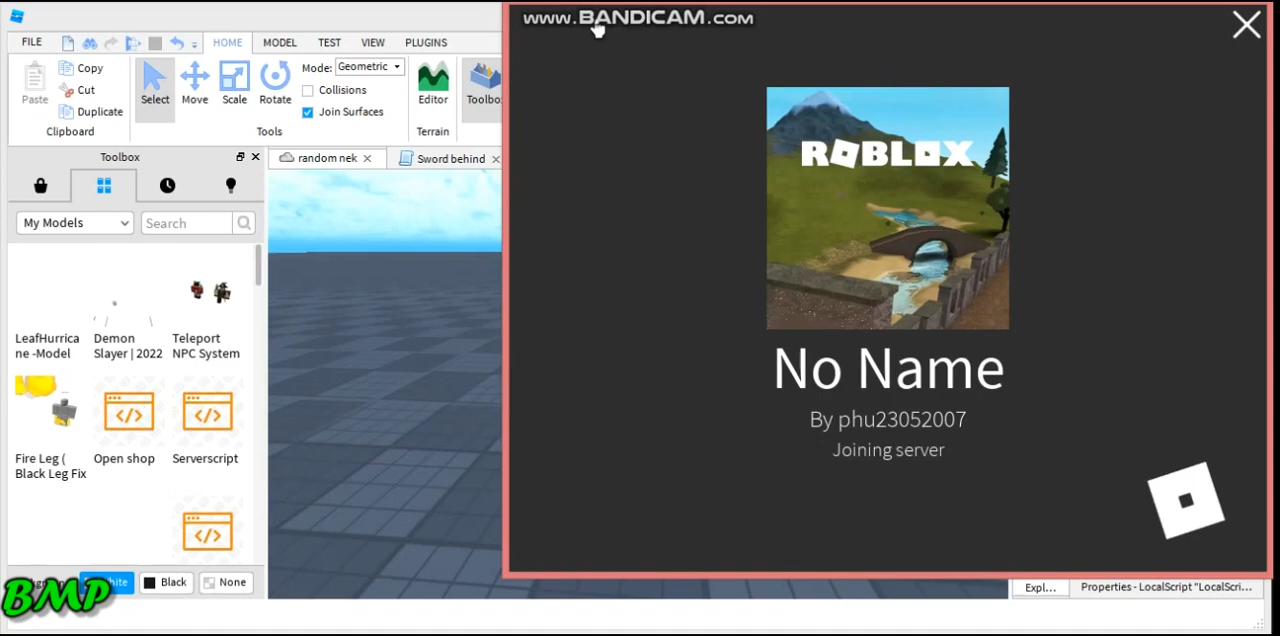 www.BANDICAM.com
FILE HOME MODEL TEST VIEW PLUGINS
Paste
Copy
Cut
Duplicate
Clipboard
Select Move Scale Rotate
Mode: Geometric
Collisions
Join Surfaces
Tools
Editor
Terrain
Toolbo
Toolbox
random nek
Sword behind
My Models
Search
LeafHurrica
ne -Model
Demon
Slayer | 2022
Teleport
NPC System
Fire Leg (
Black Leg Fix
Open shop
Serverscript
Black
None
BMP
ROBLOX
No Name
By phu23052007
Joining server
Expl...
Properties - LocalScript "LocalScri...